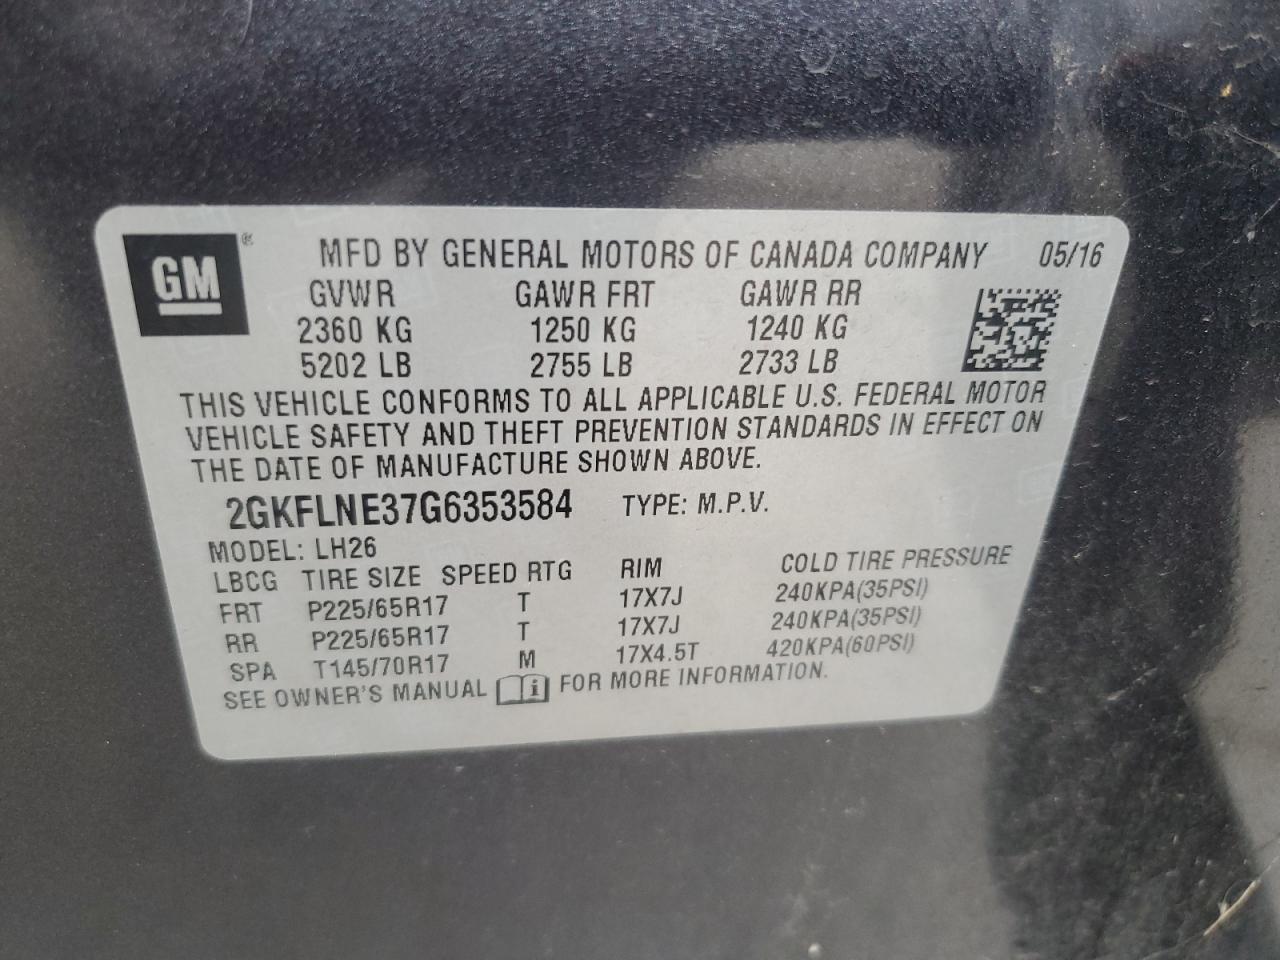 GM ®
MFD BY GENERAL MOTORS OF CANADA COMPANY 05/16
GVWR GAWR FRT GAWR RR
2360 KG 1250 KG 1240 KG
5202 LB 2755 LB 2733 LB
THIS VEHICLE CONFORMS TO ALL APPLICABLE U.S. FEDERAL MOTOR
VEHICLE SAFETY AND THEFT PREVENTION STANDARDS IN EFFECT ON
THE DATE OF MANUFACTURE SHOWN ABOVE.
2GKFLNE37G6353584 TYPE: M.P.V.
MODEL: LH26
LBCG TIRE SIZE SPEED RTG RIM COLD TIRE PRESSURE
FRT P225/65R17 T 17X7J 240KPA(35PSI)
RR P225/65R17 T 17X7J 240KPA(35PSI)
SPA T145/70R17 M 17X4.5T 420KPA(60PSI)
SEE OWNER'S MANUAL i FOR MORE INFORMATION.